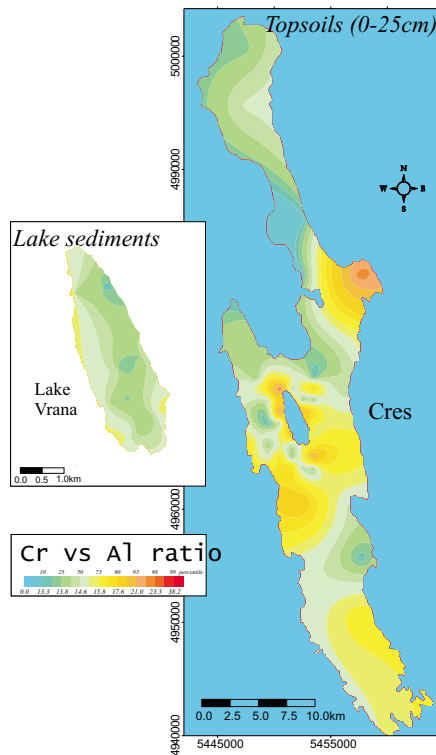 Topsoils (0-25cm)
5000000
4990000
N
W E
S
Lake sediments
Lake
Vrana
0.0 0.5 1.0km
Cres
4960000
Cr vs Al ratio
10 25 50 75 90 95 98 99 percentile
0.0 13.3 13.8 14.6 15.8 17.6 21.0 23.3 38.2
4950000
0.0 2.5 5.0 7.5 10.0km
4940000
5445000 5455000